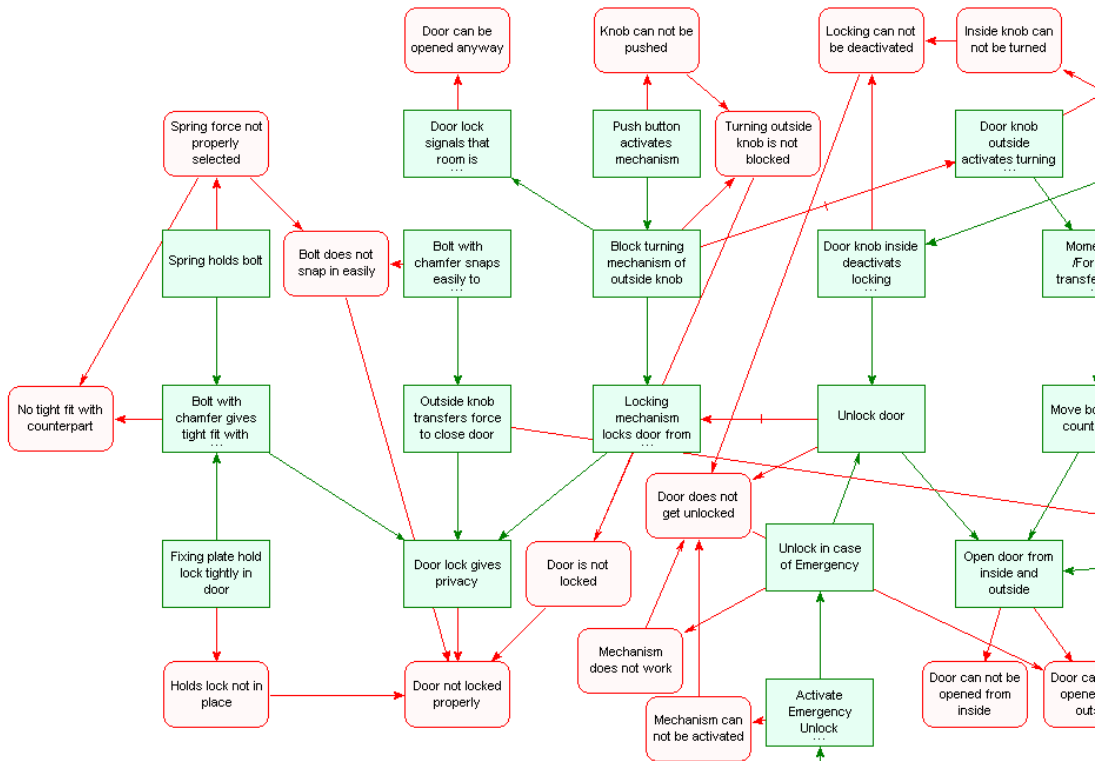 Door can be
opened anyway
Knob can not be
pushed
Locking can not
be deactivated
Inside knob can
not be turned
Spring force not
properly
selected
Door lock
signals that
room is
...
Push button
activates
mechanism
Turning outside
knob is not
blocked
Door knob
outside
activates turning
...
Spring holds bolt
Bolt does not
snap in easily
Bolt with
chamfer snaps
easily to
...
Block turning
mechanism of
outside knob
Door knob inside
deactivats
locking
...
/For
...
No tight fit with
counterpart
Bolt with
chamfer gives
tight fit with
...
Outside knob
transfers force
to close door
Locking
mechanism
locks door from
...
Unlock door
Move
Door does not
get unlocked
Fixing plate hold
lock tightly in
door
Door lock gives
privacy
Door is not
locked
Unlock in case
of Emergency
Open door from
inside and
outside
Holds lock not in
place
Door not locked
properly
Mechanism
does not work
Mechanism can
not be activated
Activate
Emergency
Unlock
...
Door can not be
opened from
inside
Door
opened